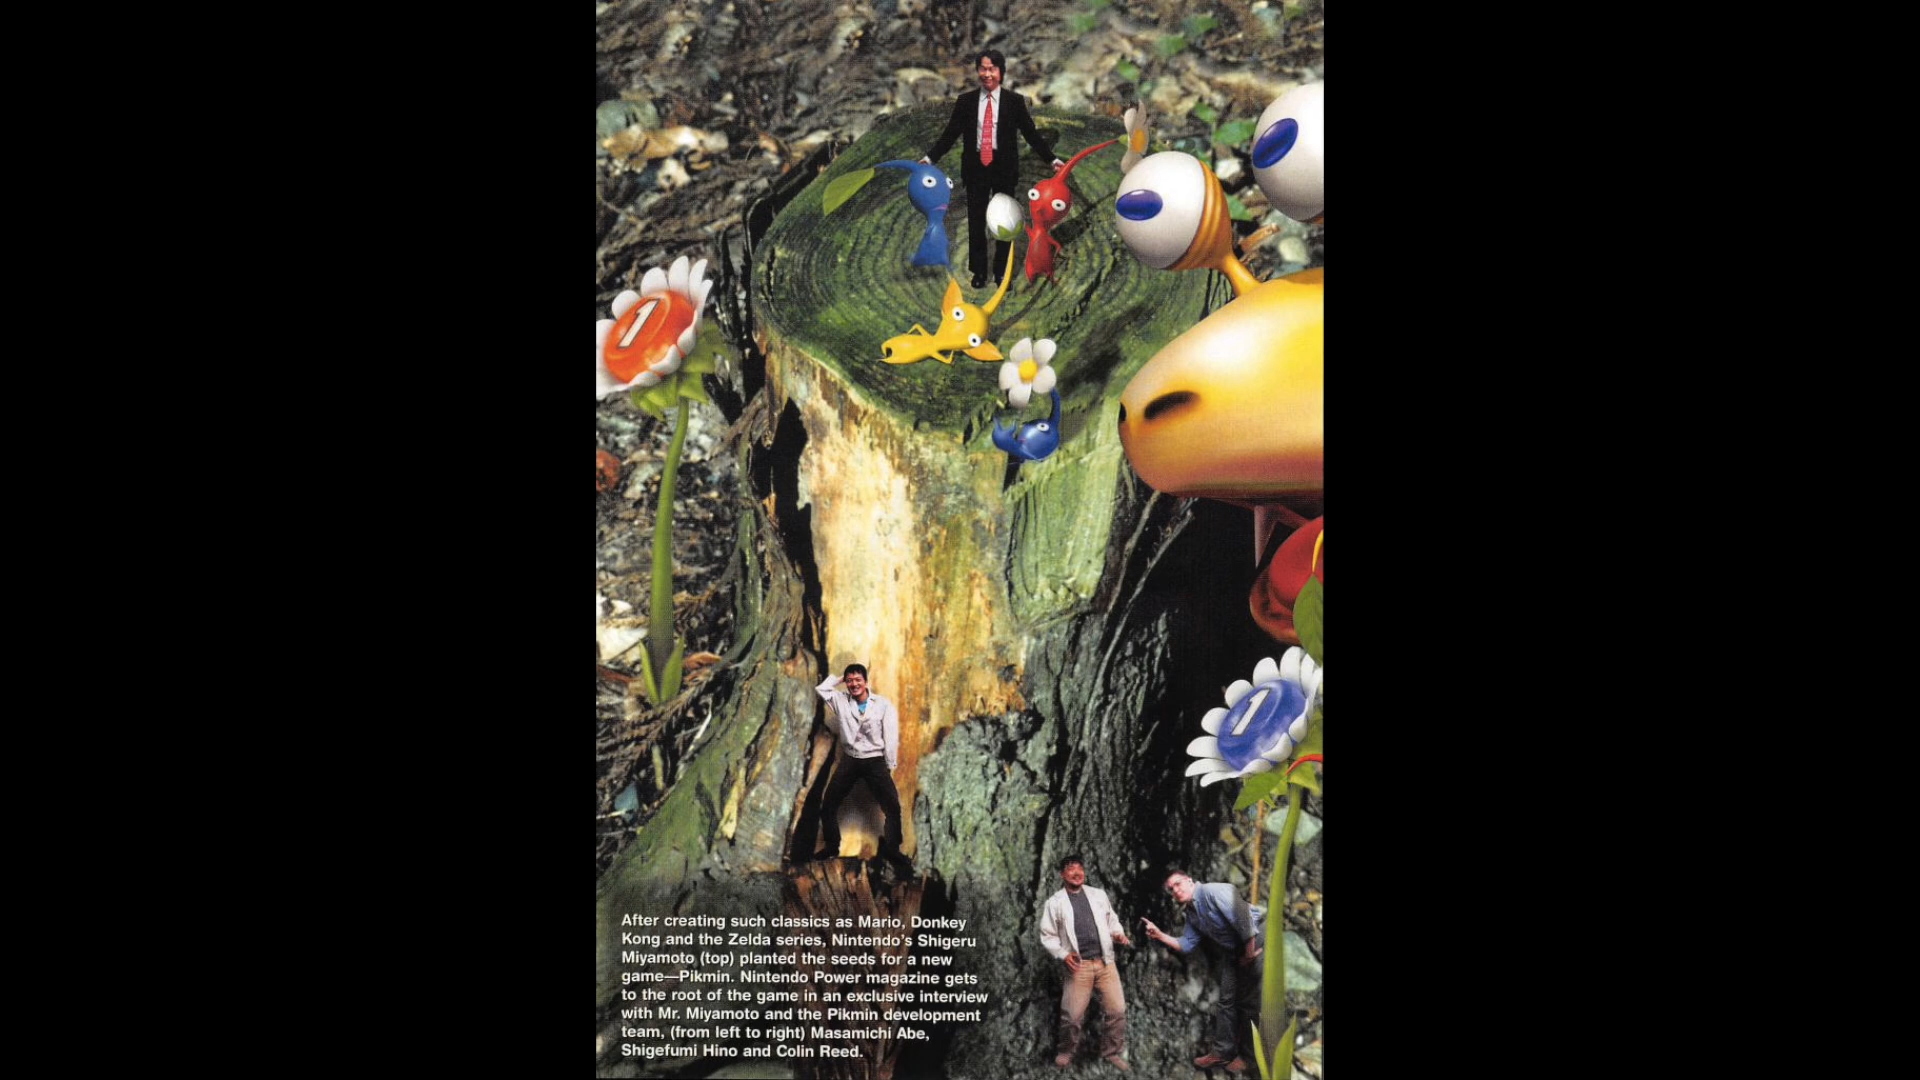 1
1
After creating such classics as Mario, Donkey
Kong and the Zelda series, Nintendo's Shigeru
Miyamoto (top) planted the seeds for a new
game—Pikmin. Nintendo Power magazine gets
to the root of the game in an exclusive interview
with Mr. Miyamoto and the Pikmin development
team, (from left to right) Masamichi Abe,
Shigefumi Hino and Colin Reed.